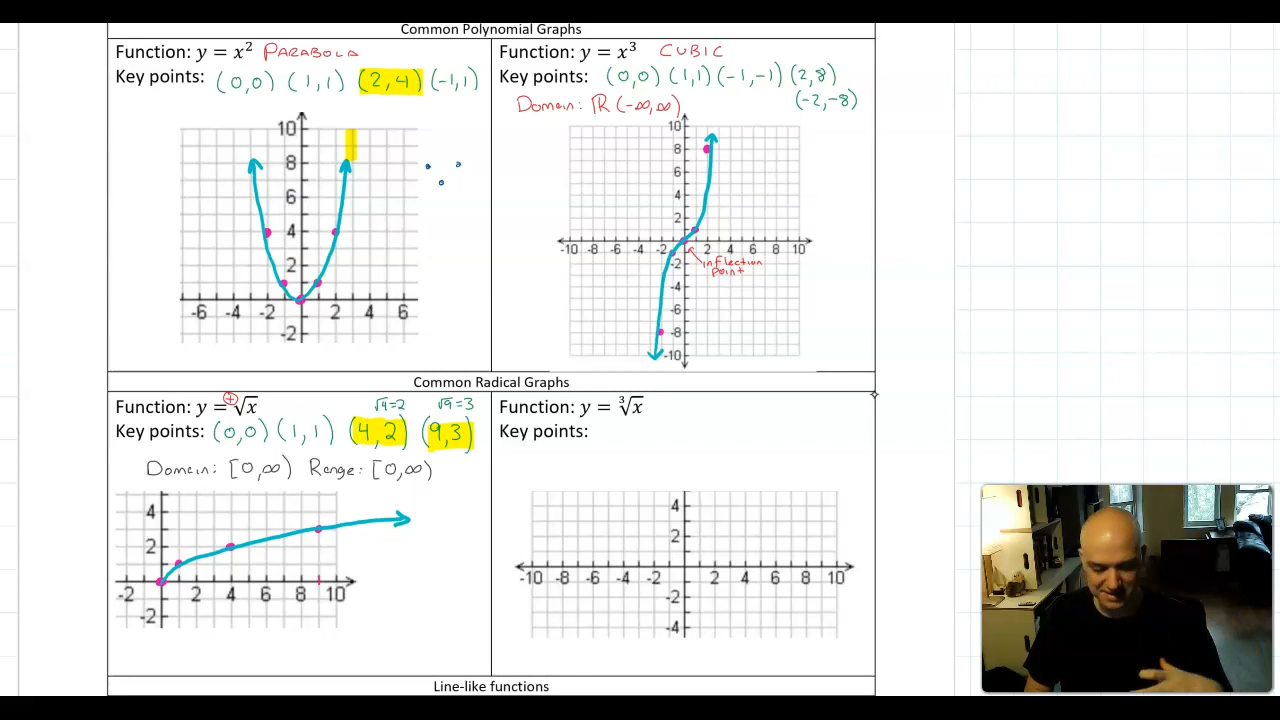 Common Polynomial Graphs
Function: y = x² PARABOLA
Key points: (0,0) (1,1) (2,4) (-1,1)
10
8
6
4
2
-6 -4 -2 2 4 6
-2
Function: y = x³ CUBIC
Key points: (0,0) (1,1) (-1,-1) (2,8)
(-2,-8)
Domain: ℝ (-∞,∞)
10
8
6
4
2
-10 -8 -6 -4 -2 2 4 6 8 10
-2
inflection
point
-4
-6
-8
-10
Common Radical Graphs
Function: y = +√x √4=2 √9=3
Key points: (0,0) (1,1) (4,2) (9,3)
Domain: [0,∞) Range: [0,∞)
4
2
-2 2 4 6 8 10
-2
Function: y = ∛x
Key points:
4
2
-10 -8 -6 -4 -2 2 4 6 8 10
-2
-4
Line-like functions